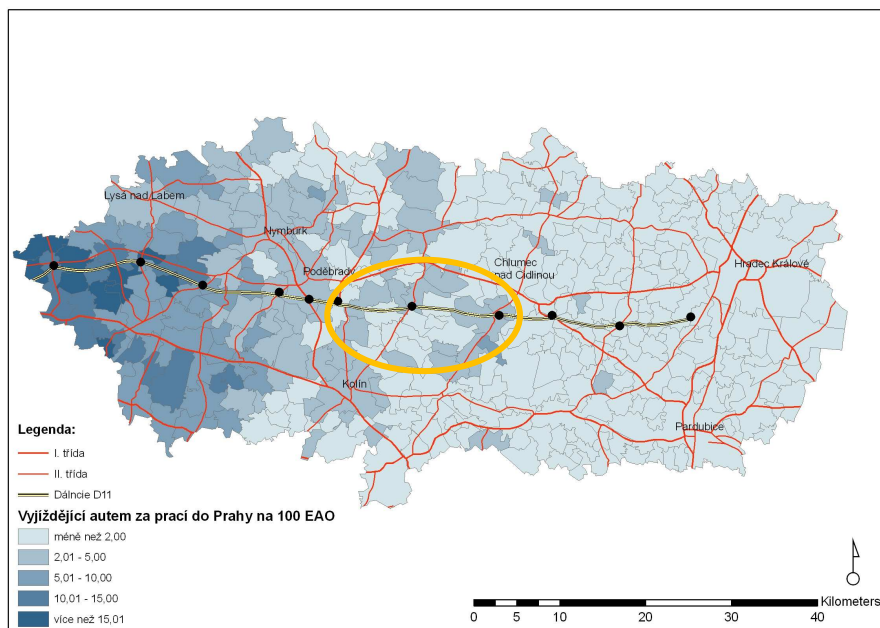 Lysá nad Labem
Nymburk
Poděbrady
Chlumec
nad Cidlinou
Hradec Králové
Kolín
Pardubice
Legenda:
I. třída
II. třída
Dálncie D11
Vyjíždějící autem za prací do Prahy na 100 EAO
méně než 2,00
2,01 - 5,00
5,01 - 10,00
10,01 - 15,00
více než 15,01
Kilometers
0 5 10 20 30 40